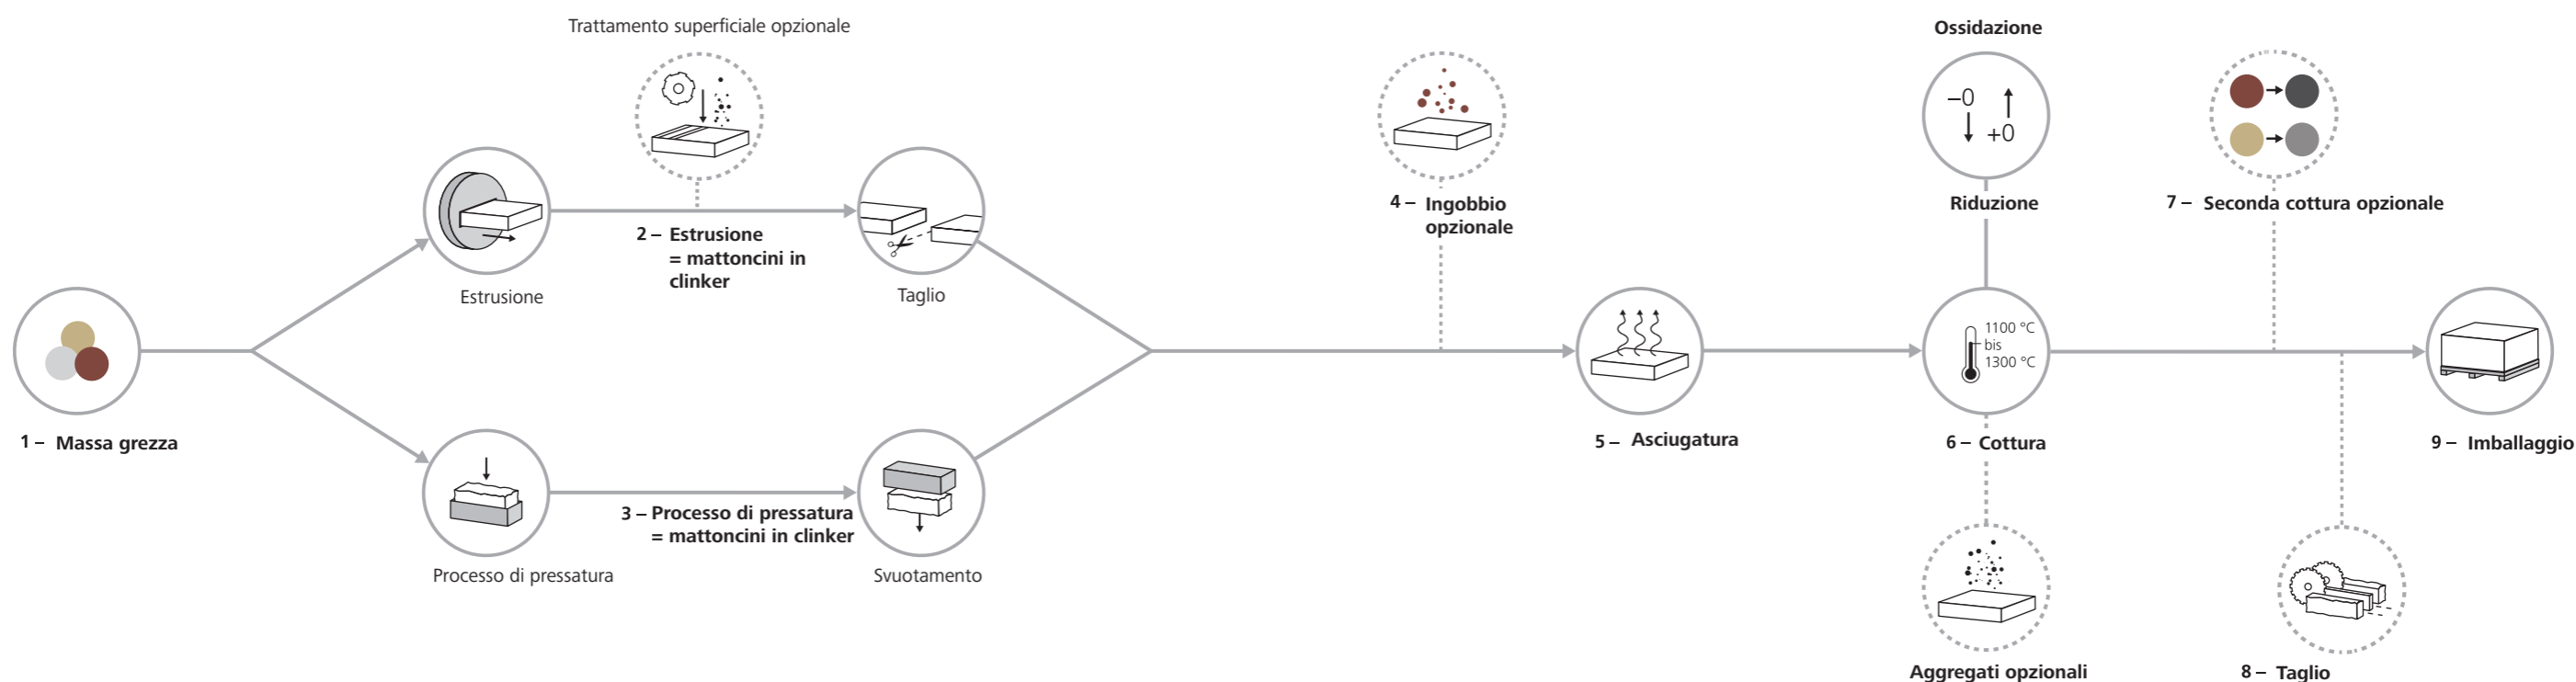 Trattamento superficiale opzionale
Estrusione
2 – Estrusione
= mattoncini in
clinker
Taglio
1 – Massa grezza
Processo di pressatura
3 – Processo di pressatura
= mattoncini in clinker
Svuotamento
4 – Ingobbio
opzionale
5 – Asciugatura
Ossidazione
–0
+0
Riduzione
1100 °C
bis
1300 °C
6 – Cottura
Aggregati opzionali
7 – Seconda cottura opzionale
8 – Taglio
9 – Imballaggio